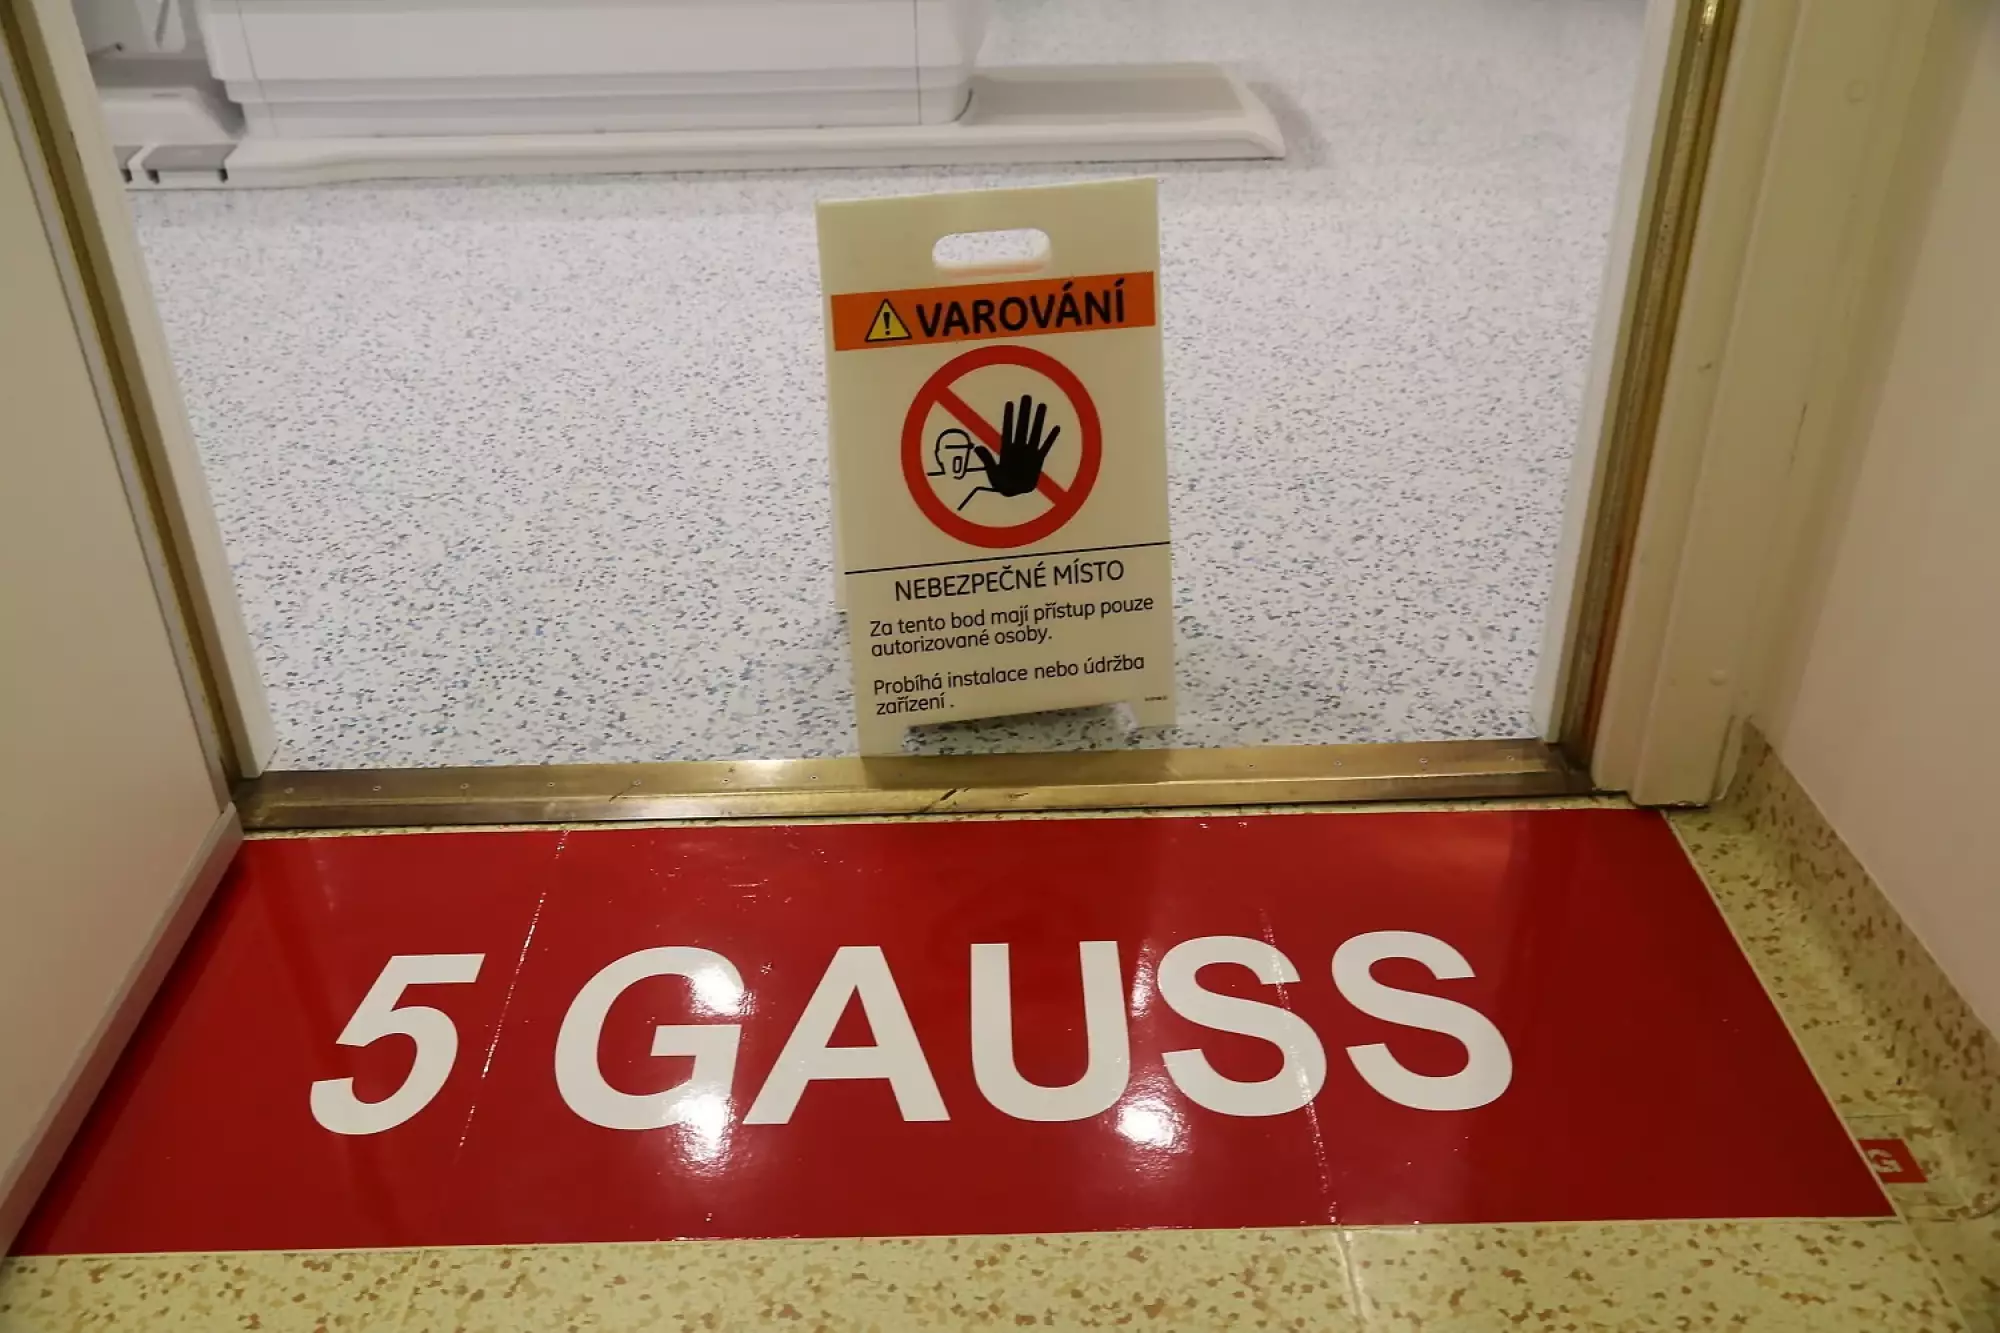 VAROVÁNÍ
NEBEZPEČNÉ MÍSTO
Za tento bod mají přístup pouze
autorizované osoby.
Probíhá instalace nebo údržba
zařízení .
5 GAUSS
G